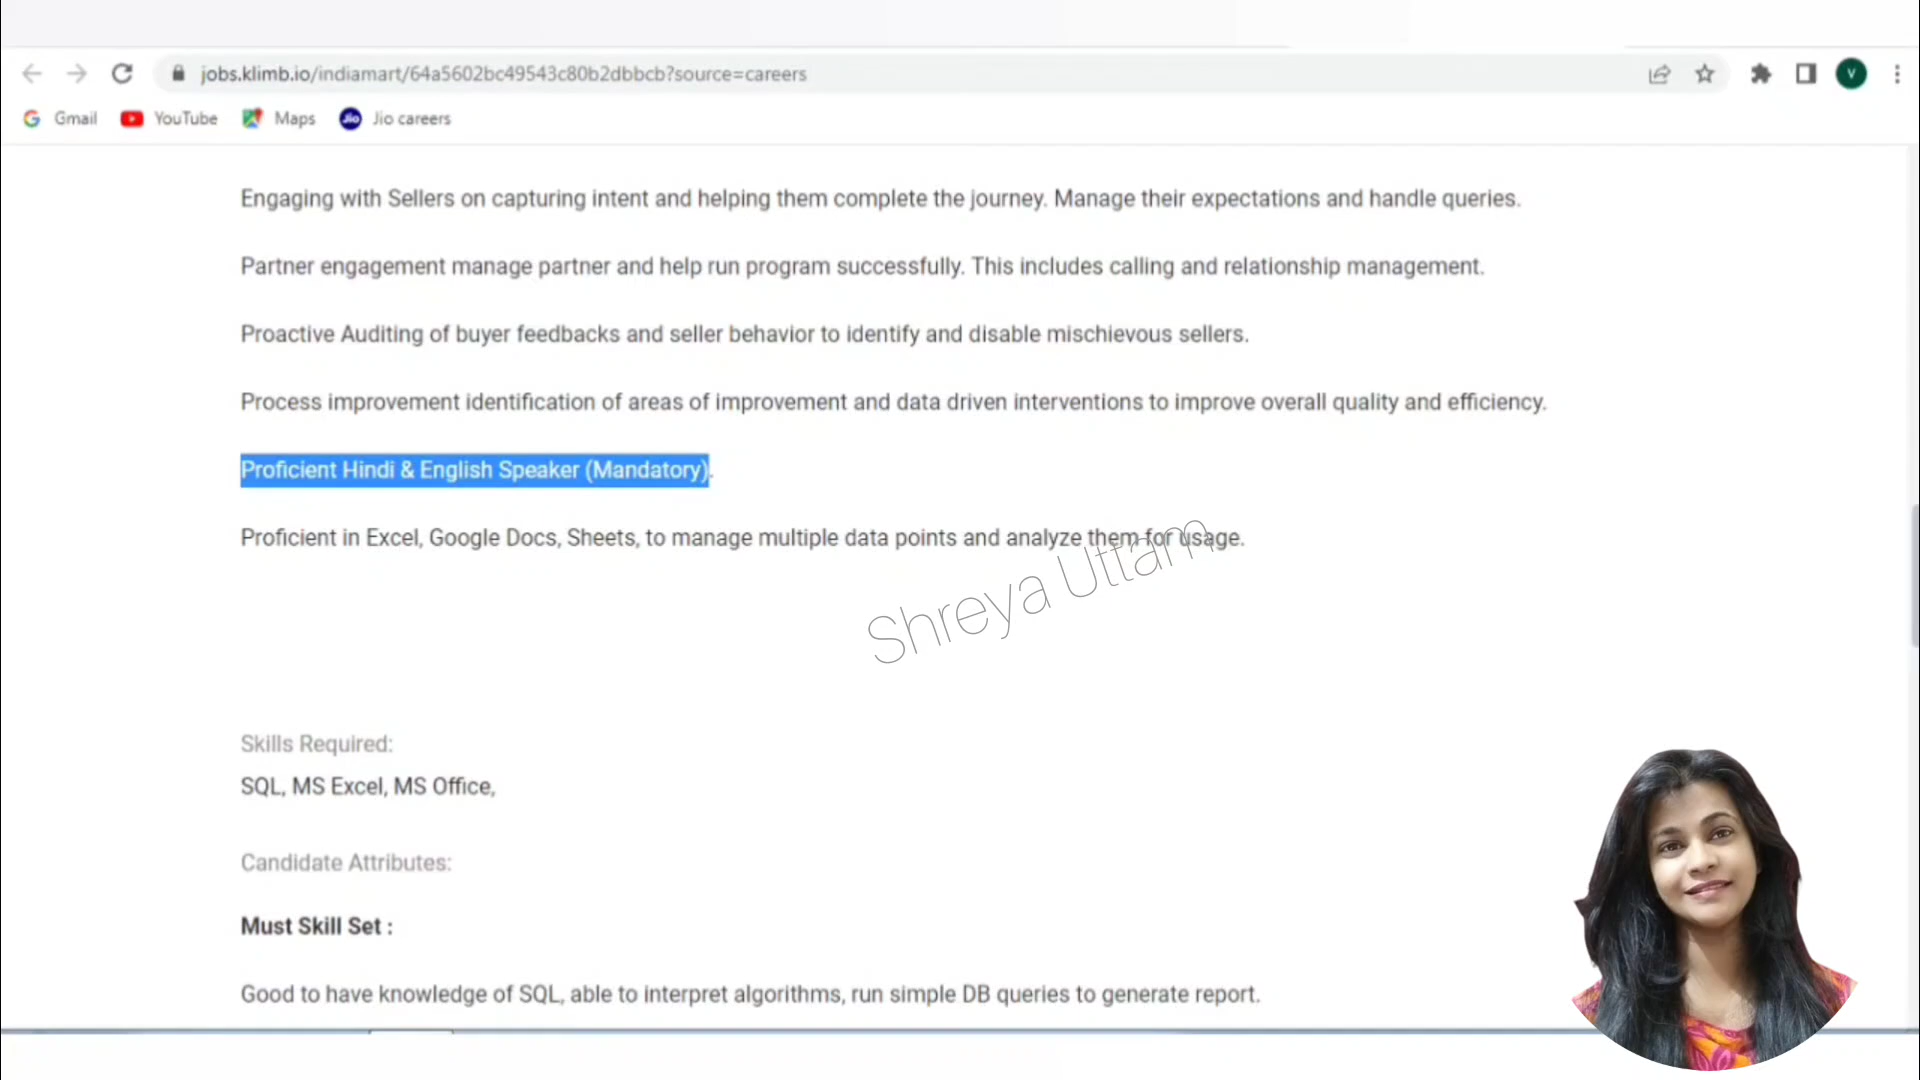 jobs.klimb.io/indiamart/64a5602bc49543c80b2dbbcb?source=careers
V
Gmail YouTube Maps Jio Jio careers
Engaging with Sellers on capturing intent and helping them complete the journey. Manage their expectations and handle queries.
Partner engagement manage partner and help run program successfully. This includes calling and relationship management.
Proactive Auditing of buyer feedbacks and seller behavior to identify and disable mischievous sellers.
Process improvement identification of areas of improvement and data driven interventions to improve overall quality and efficiency.
Proficient Hindi & English Speaker (Mandatory).
Proficient in Excel, Google Docs, Sheets, to manage multiple data points and analyze them for usage.
Shreya Uttam
Skills Required:
SQL, MS Excel, MS Office,
Candidate Attributes:
Must Skill Set :
Good to have knowledge of SQL, able to interpret algorithms, run simple DB queries to generate report.